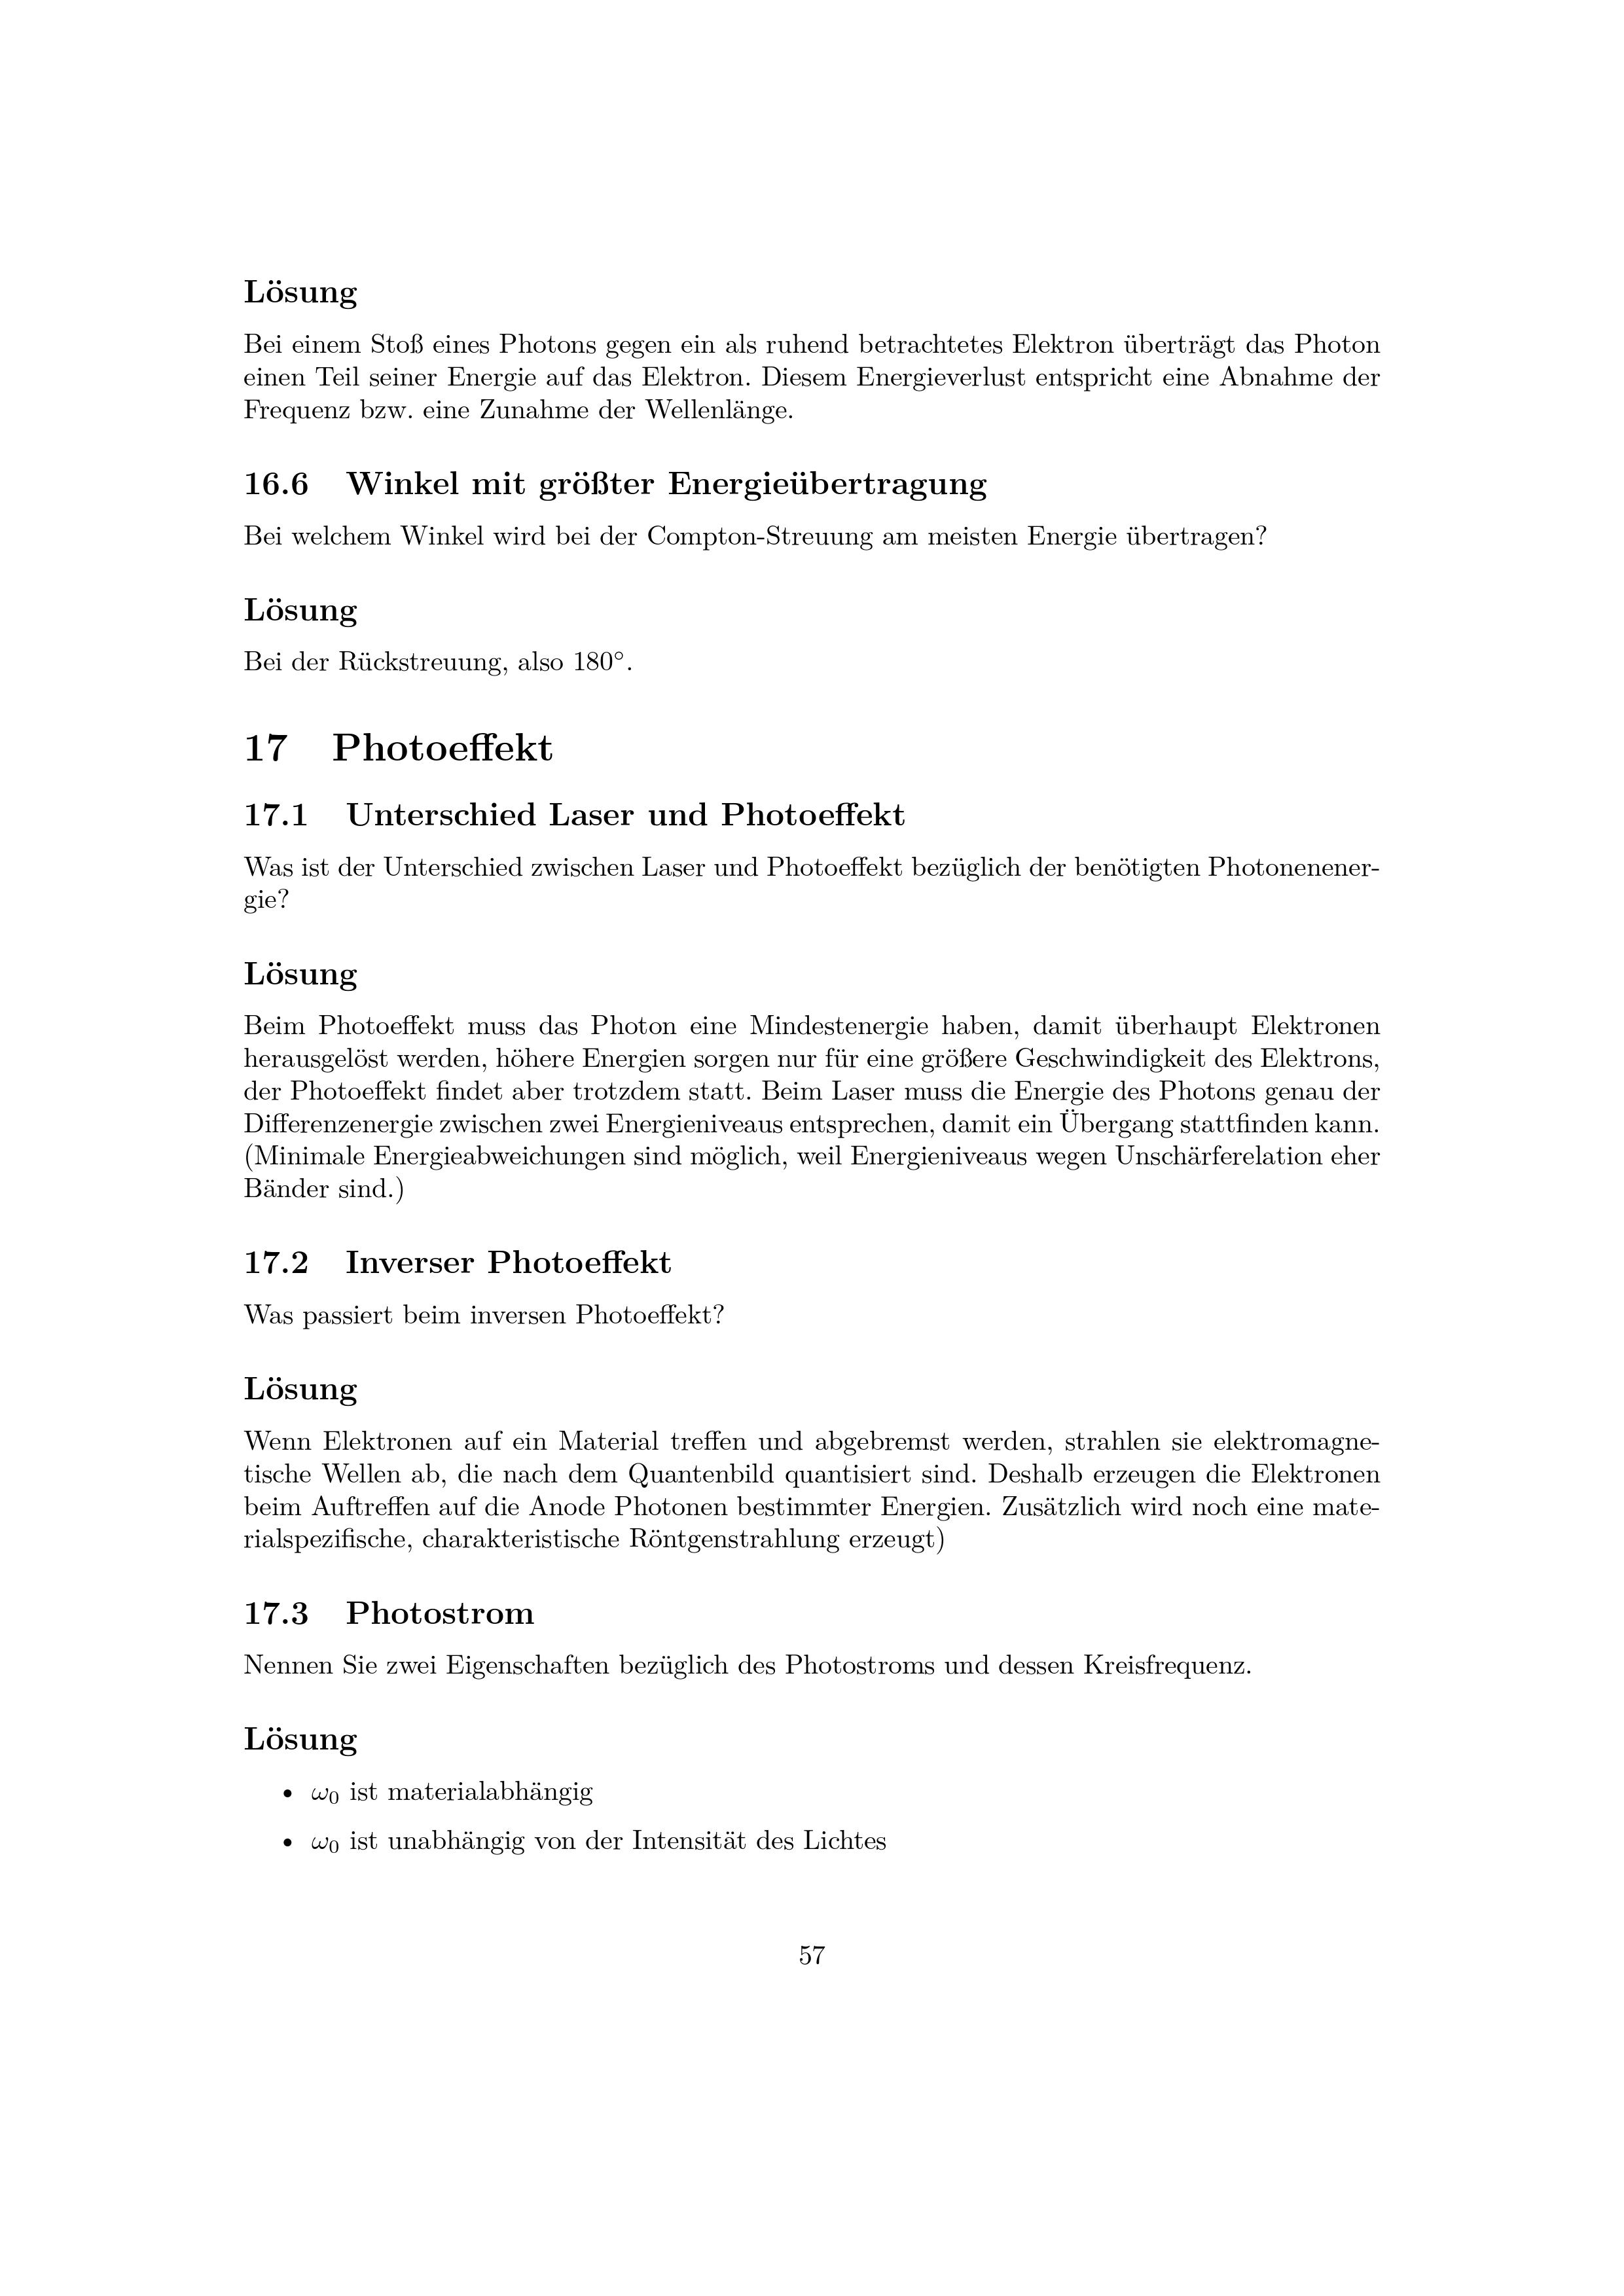 Lösung
Bei einem Stoß eines Photons gegen ein als ruhend betrachtetes Elektron überträgt das Photon
einen Teil seiner Energie auf das Elektron. Diesem Energieverlust entspricht eine Abnahme der
Frequenz bzw. eine Zunahme der Wellenlänge.
16.6 Winkel mit größter Energieübertragung
Bei welchem Winkel wird bei der Compton-Streuung am meisten Energie übertragen?
Lösung
Bei der Rückstreuung, also 180°.
17 Photoeffekt
17.1 Unterschied Laser und Photoeffekt
Was ist der Unterschied zwischen Laser und Photoeffekt bezüglich der benötigten Photonenener-
gie?
Lösung
Beim Photoeffekt muss das Photon eine Mindestenergie haben, damit überhaupt Elektronen
herausgelöst werden, höhere Energien sorgen nur für eine größere Geschwindigkeit des Elektrons,
der Photoeffekt findet aber trotzdem statt. Beim Laser muss die Energie des Photons genau der
Differenzenergie zwischen zwei Energieniveaus entsprechen, damit ein Übergang stattfinden kann.
(Minimale Energieabweichungen sind möglich, weil Energieniveaus wegen Unschärferelation eher
Bänder sind.)
17.2 Inverser Photoeffekt
Was passiert beim inversen Photoeffekt?
Lösung
Wenn Elektronen auf ein Material treffen und abgebremst werden, strahlen sie elektromagne-
tische Wellen ab, die nach dem Quantenbild quantisiert sind. Deshalb erzeugen die Elektronen
beim Auftreffen auf die Anode Photonen bestimmter Energien. Zusätzlich wird noch eine mate-
rialspezifische, charakteristische Röntgenstrahlung erzeugt)
17.3 Photostrom
Nennen Sie zwei Eigenschaften bezüglich des Photostroms und dessen Kreisfrequenz.
Lösung
• ω₀ ist materialabhängig
• ω₀ ist unabhängig von der Intensität des Lichtes
57